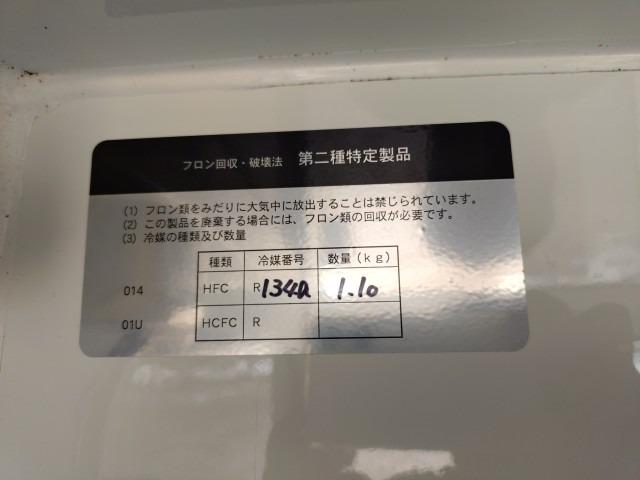 フロン回収・破壊法 第二種特定製品
(1) フロン類をみだりに大気中に放出することは禁じられています。
(2) この製品を廃棄する場合には、フロン類の回収が必要です。
(3) 冷媒の種類及び数量
種類 冷媒番号 数量(kg)
014 HFC R134a 1.10
01U HCFC R